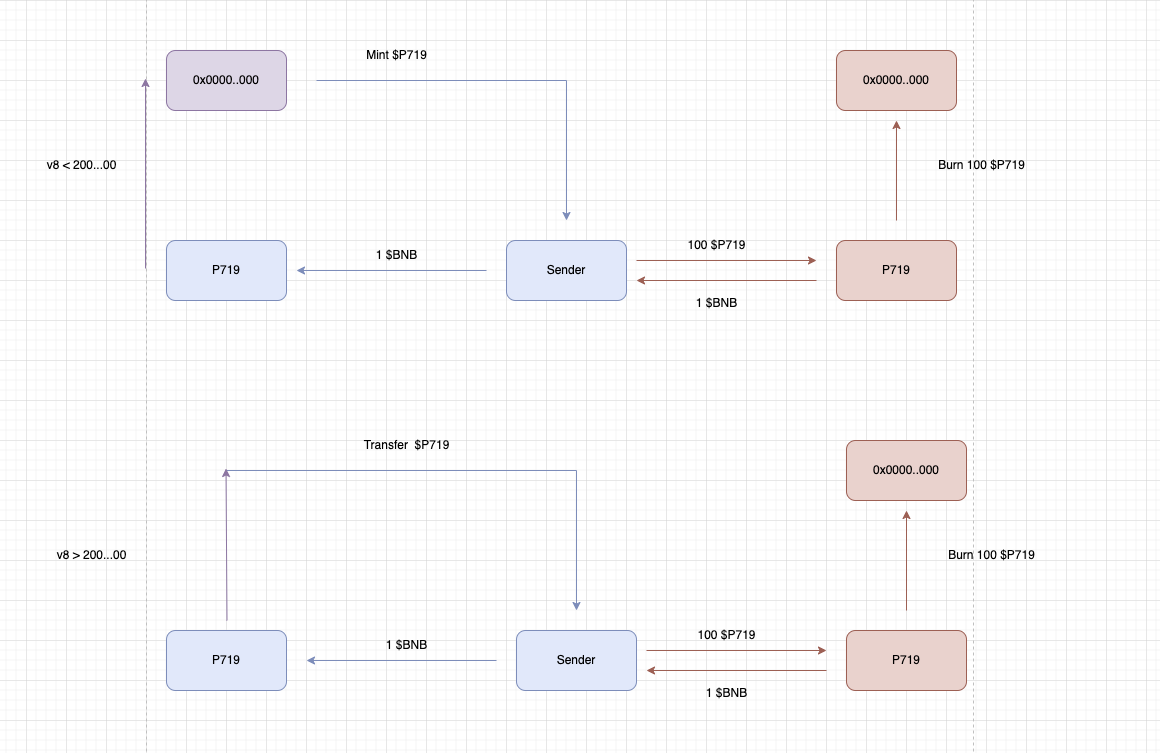 Mint $P719
0x0000..000
0x0000..000
v8 < 200...00
Burn 100 $P719
1 $BNB
100 $P719
P719
Sender
P719
1 $BNB
Transfer  $P719
0x0000..000
v8 > 200...00
Burn 100 $P719
1 $BNB
100 $P719
P719
Sender
P719
1 $BNB